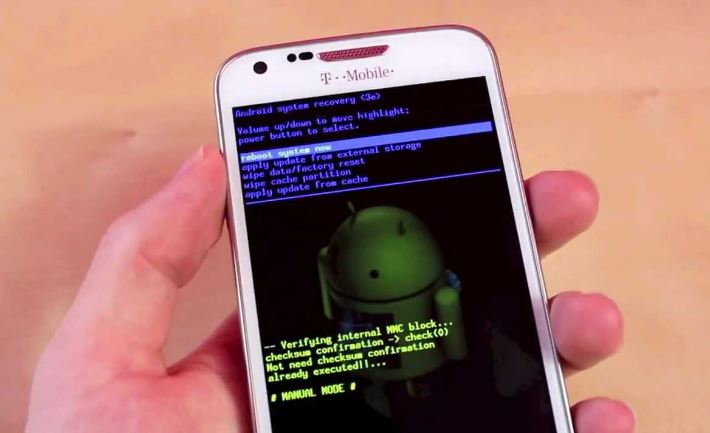 T··Mobile·
Android system recovery <3e>
Volume up/down to move highlight;
power button to select.
reboot system now
apply update from external storage
wipe data/factory reset
wipe cache partition
apply update from cache
-- Verifying internal MMC block...
checksum confirmation -> check(0)
Not need checksum confirmation
already executed!!...
# MANUAL MODE #